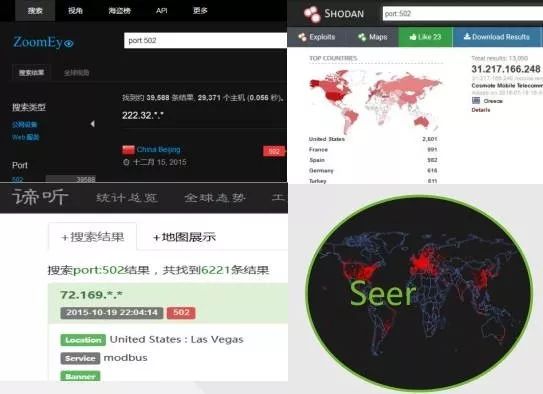 搜索 视角 海盗榜 API 更多
ZoomEye
port:502
搜索结果 全球视角
找到约 39,588 条结果, 29,371 个主机 (0.056 秒)。
搜索类型
公网设备
Web 服务
222.32.*.*
China Beijing
502
十二月 15, 2015
Port
502 39588
SHODAN
port:502
Exploits Maps Like 23 Download Results
TOP COUNTRIES
United States 2,601
France 991
Spain 982
Germany 616
Turkey 611
Total results: 13,050
31.217.166.248
Cosmote Mobile Telecomm
Greece
Details
谛听 统计总览 全球态势 工
+搜索结果 +地图展示
搜索port:502结果，共找到6221条结果
72.169.*.*
2015-10-19 22:04:14 502
Location United States : Las Vegas
Service modbus
Banner
Seer